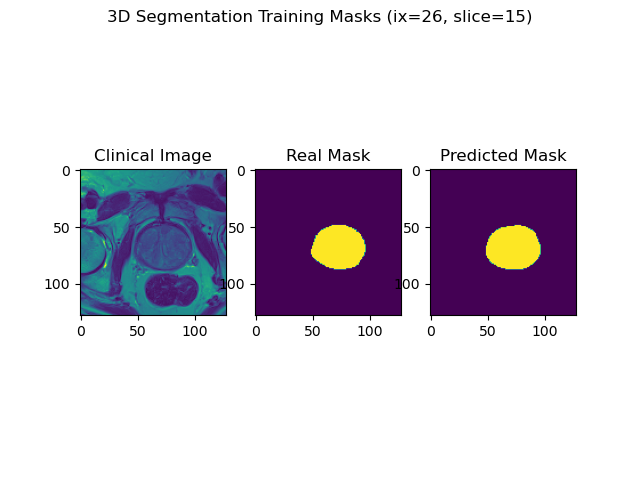 3D Segmentation Training Masks (ix=26, slice=15)
Clinical Image Real Mask Predicted Mask
0 0 0
50 50 50
100 100 100
0 50 100 0 50 100 0 50 100